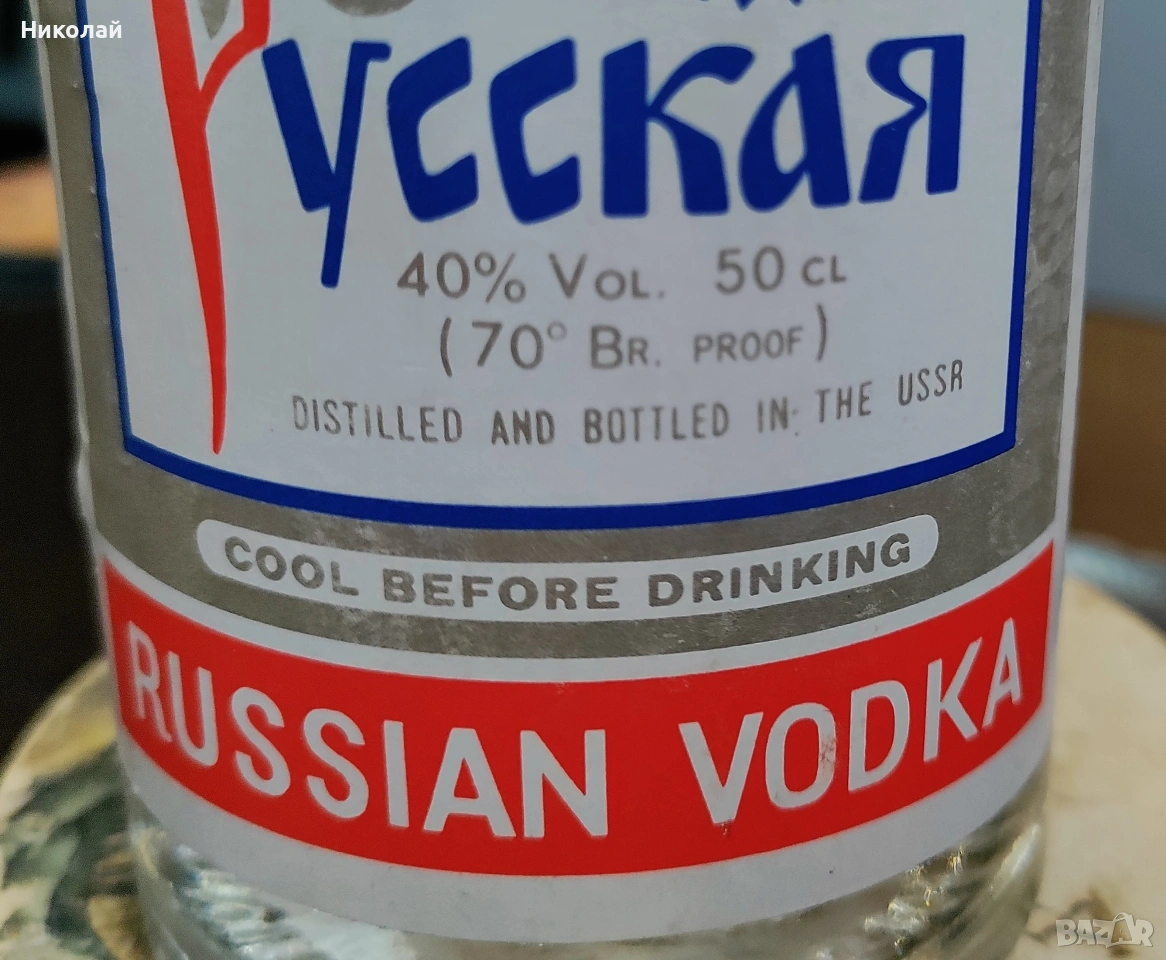 Николай
Русская
40% VOL. 50 CL
(70° BR. PROOF)
DISTILLED AND BOTTLED IN THE USSR
COOL BEFORE DRINKING
RUSSIAN VODKA
BAZAR